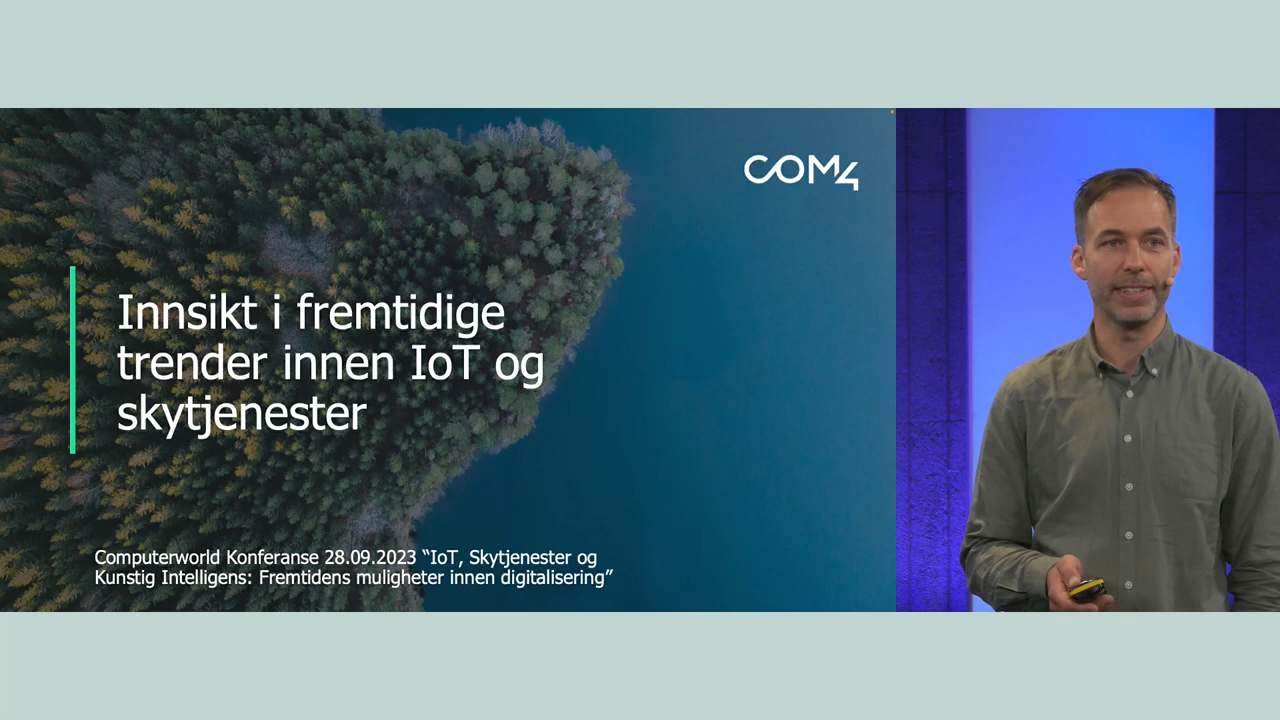 COM4
Innsikt i fremtidige
trender innen IoT og
skytjenester
Computerworld Konferanse 28.09.2023 “IoT, Skytjenester og
Kunstig Intelligens: Fremtidens muligheter innen digitalisering”